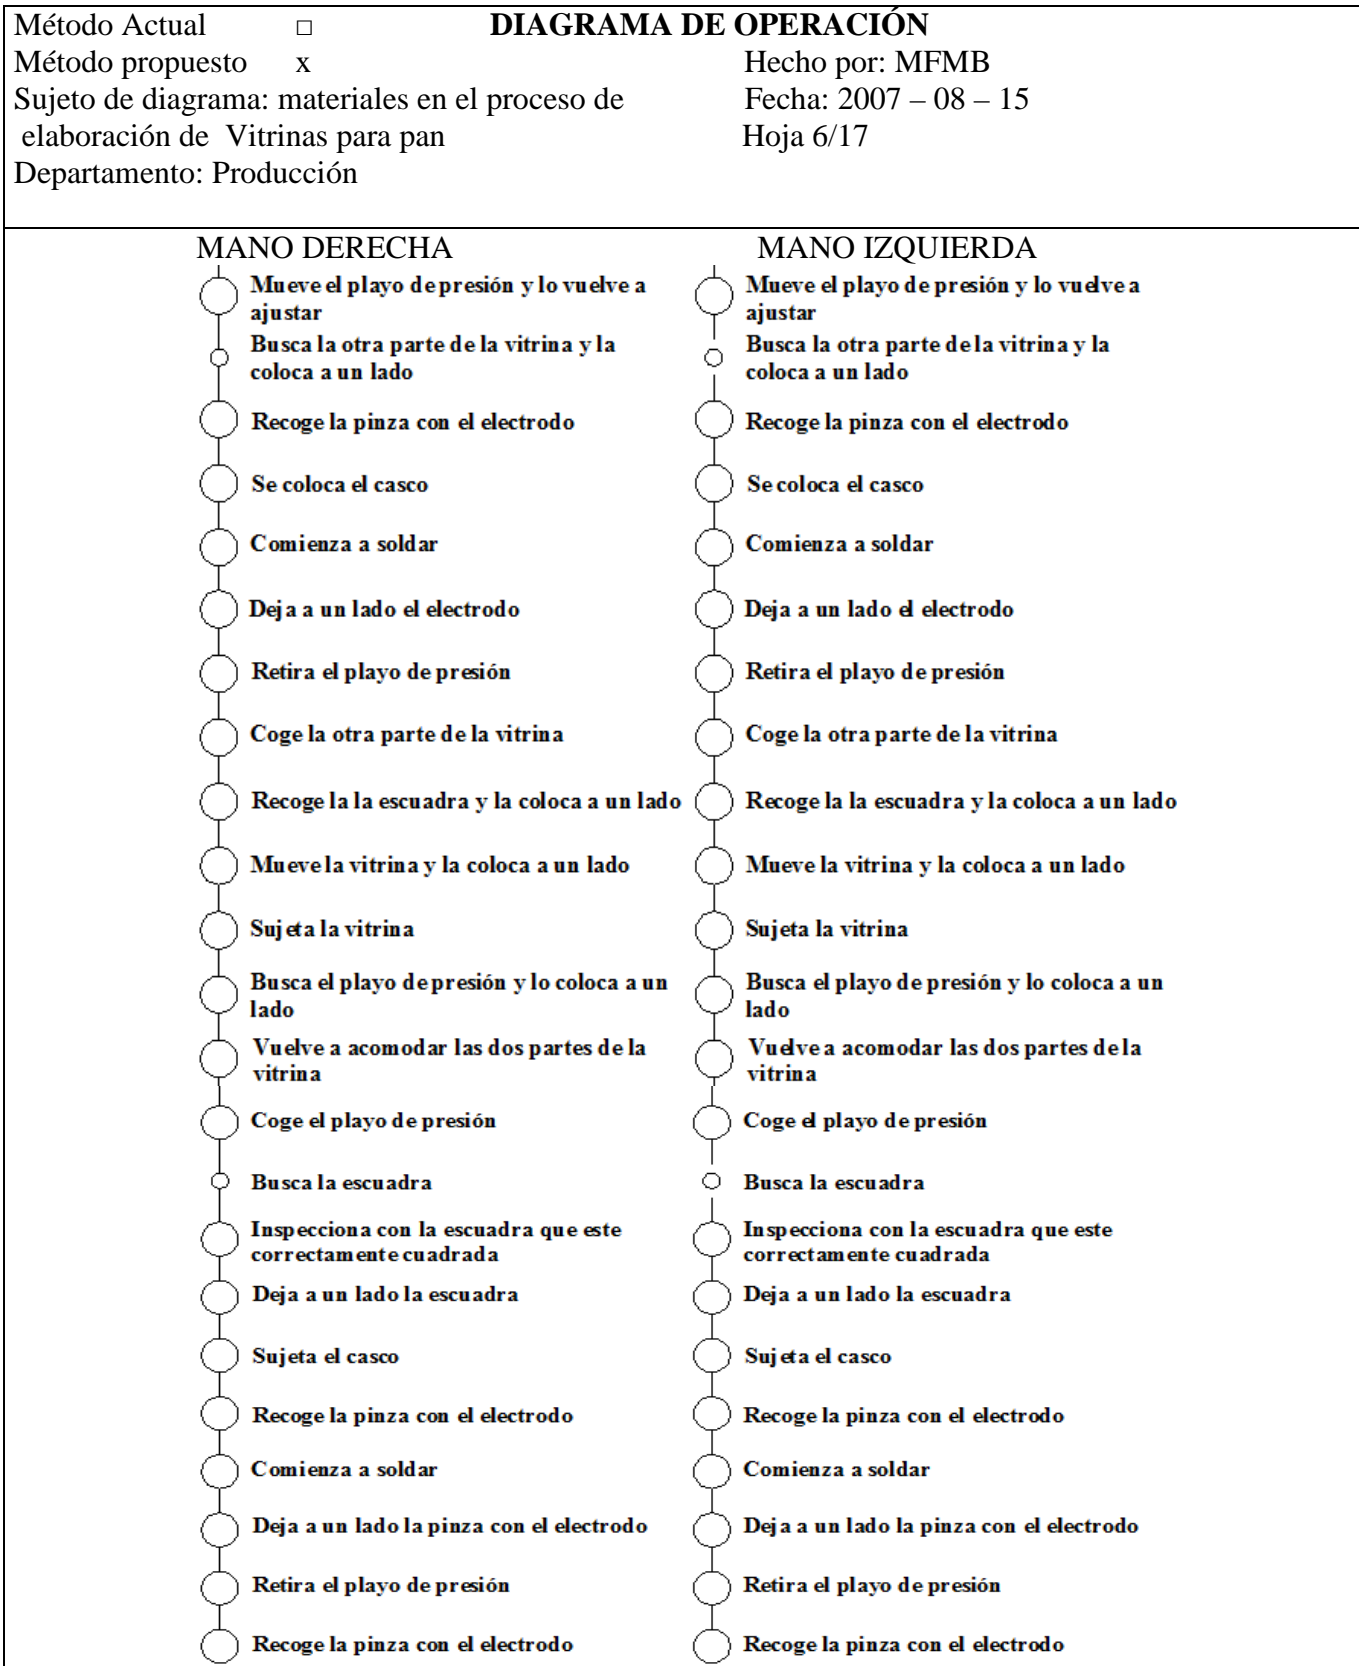 Método Actual □ DIAGRAMA DE OPERACIÓN
Método propuesto x Hecho por: MFMB
Sujeto de diagrama: materiales en el proceso de Fecha: 2007 – 08 – 15
elaboración de Vitrinas para pan Hoja 6/17
Departamento: Producción
MANO DERECHA MANO IZQUIERDA
Mueve el playo de presión y lo vuelve a Mueve el playo de presión y lo vuelve a
ajustar ajustar
Busca la otra parte de la vitrina y la Busca la otra parte de la vitrina y la
coloca a un lado coloca a un lado
Recoge la pinza con el electrodo Recoge la pinza con el electrodo
Se coloca el casco Se coloca el casco
Comienza a soldar Comienza a soldar
Deja a un lado el electrodo Deja a un lado el electrodo
Retira el playo de presión Retira el playo de presión
Coge la otra parte de la vitrina Coge la otra parte de la vitrina
Recoge la la escuadra y la coloca a un lado Recoge la la escuadra y la coloca a un lado
Mueve la vitrina y la coloca a un lado Mueve la vitrina y la coloca a un lado
Sujeta la vitrina Sujeta la vitrina
Busca el playo de presión y lo coloca a un Busca el playo de presión y lo coloca a un
lado lado
Vuelve a acomodar las dos partes de la Vuelve a acomodar las dos partes de la
vitrina vitrina
Coge el playo de presión Coge el playo de presión
Busca la escuadra Busca la escuadra
Inspecciona con la escuadra que este Inspecciona con la escuadra que este
correctamente cuadrada correctamente cuadrada
Deja a un lado la escuadra Deja a un lado la escuadra
Sujeta el casco Sujeta el casco
Recoge la pinza con el electrodo Recoge la pinza con el electrodo
Comienza a soldar Comienza a soldar
Deja a un lado la pinza con el electrodo Deja a un lado la pinza con el electrodo
Retira el playo de presión Retira el playo de presión
Recoge la pinza con el electrodo Recoge la pinza con el electrodo